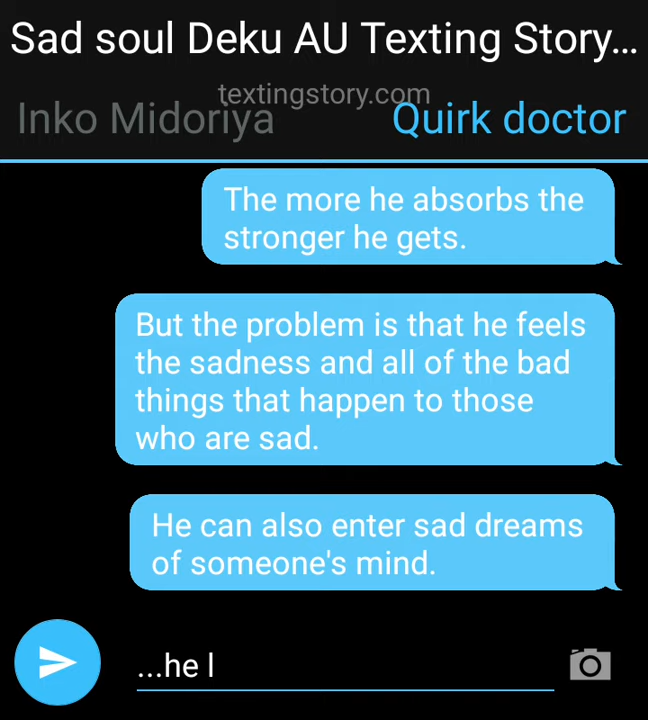 Sad soul Deku AU Texting Story...
textingstory.com
Inko Midoriya
Quirk doctor
The more he absorbs the
stronger he gets.
But the problem is that he feels
the sadness and all of the bad
things that happen to those
who are sad.
He can also enter sad dreams
of someone's mind.
...he l